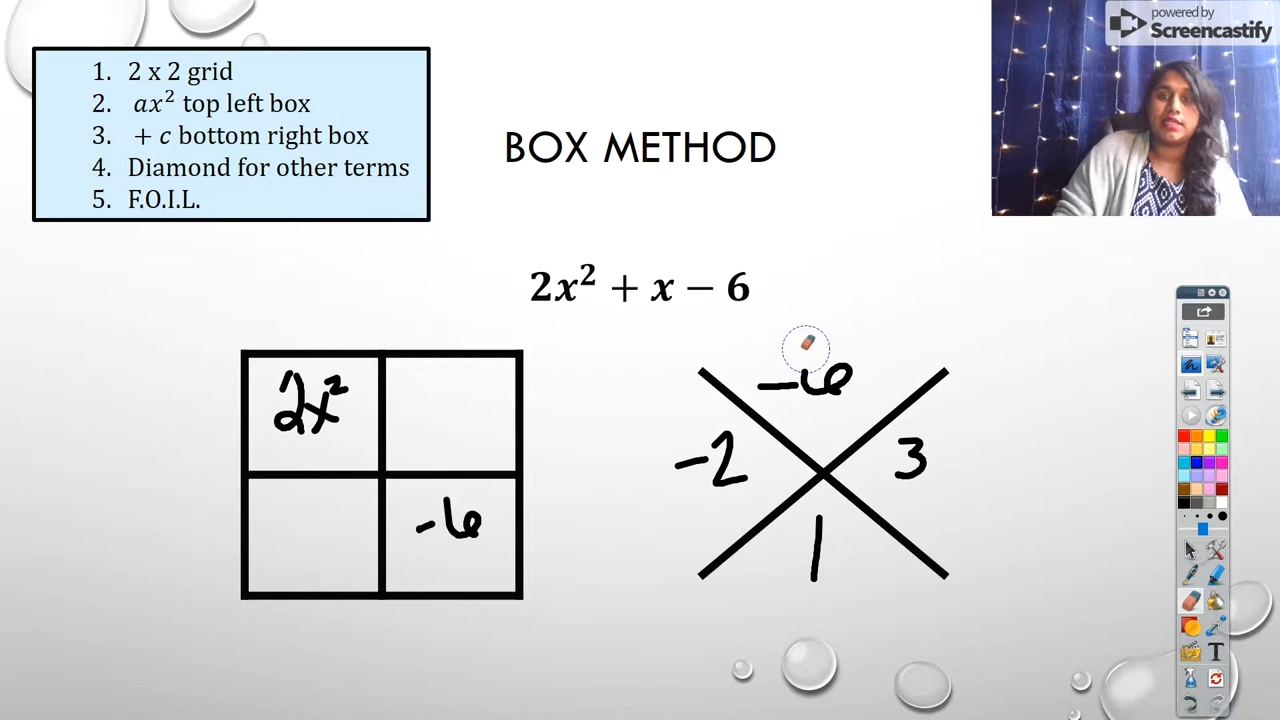 powered by
Screencastify
1. 2 x 2 grid
2. ax² top left box
3. + c bottom right box
4. Diamond for other terms
5. F.O.I.L.
BOX METHOD
2x² + x − 6
2x²
-6
-6
-2
3
1
T